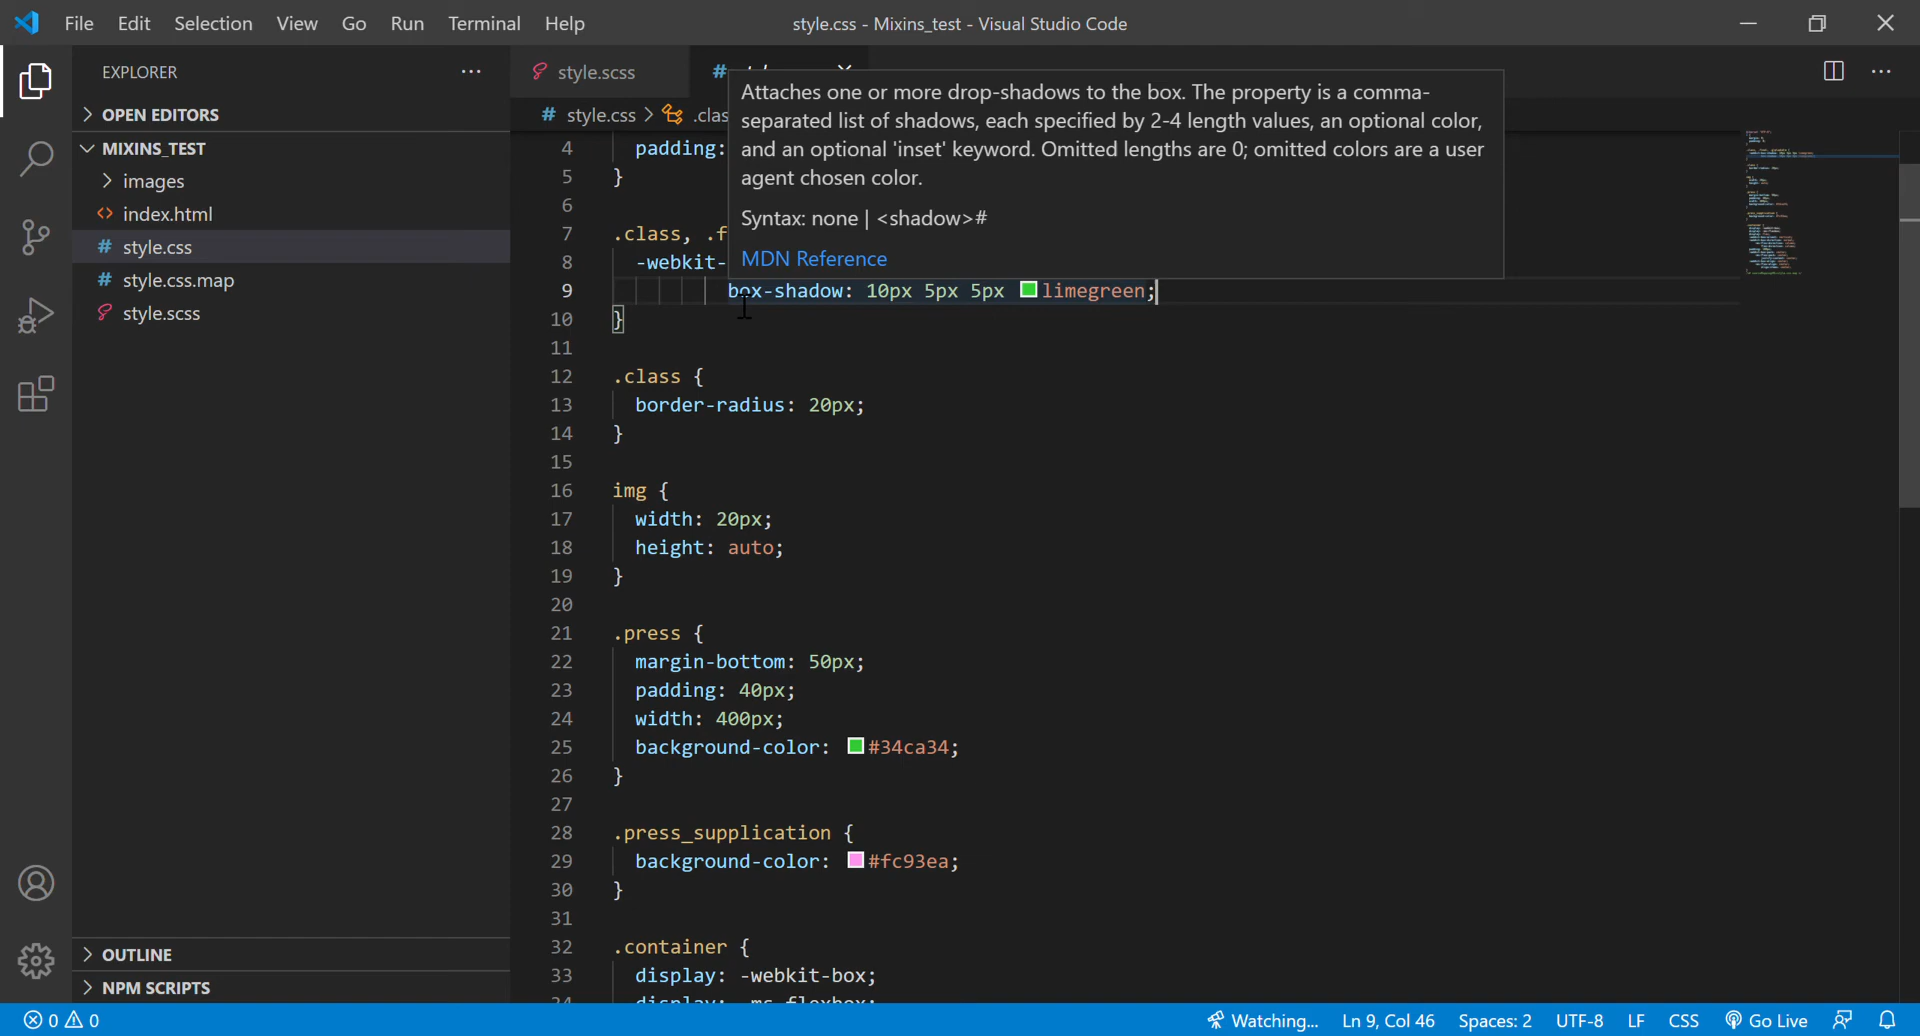 File Edit Selection View Go Run Terminal Help style.css - Mixins_test - Visual Studio Code
EXPLORER
style.scss
OPEN EDITORS
style.css > .clas
MIXINS_TEST
images
index.html
style.css
style.css.map
style.scss
Attaches one or more drop-shadows to the box. The property is a comma-
separated list of shadows, each specified by 2-4 length values, an optional color,
and an optional 'inset' keyword. Omitted lengths are 0; omitted colors are a user
agent chosen color.
Syntax: none | <shadow>#
MDN Reference
4 padding:
5 }
6
7 .class, .f
8 -webkit-
9 box-shadow: 10px 5px 5px limegreen;
10 }
11
12 .class {
13 border-radius: 20px;
14 }
15
16 img {
17 width: 20px;
18 height: auto;
19 }
20
21 .press {
22 margin-bottom: 50px;
23 padding: 40px;
24 width: 400px;
25 background-color: #34ca34;
26 }
27
28 .press_supplication {
29 background-color: #fc93ea;
30 }
31
32 .container {
33 display: -webkit-box;
34 display: -ms-flexbox;
OUTLINE
NPM SCRIPTS
0 0 Watching... Ln 9, Col 46 Spaces: 2 UTF-8 LF CSS Go Live